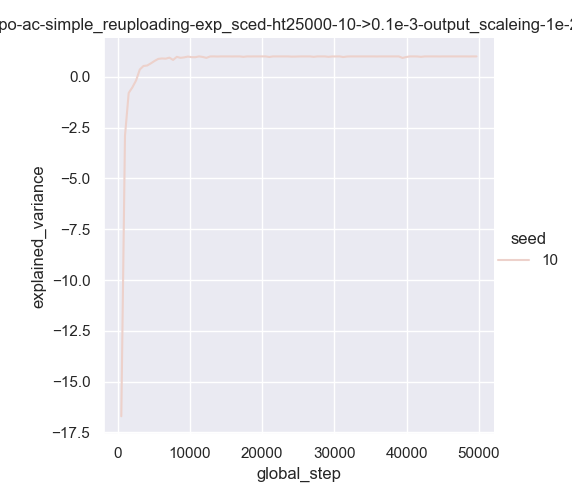 po-ac-simple_reuploading-exp_sced-ht25000-10->0.1e-3-output_scaleing-1e-2
0.0
−2.5
−5.0
−7.5
−10.0
−12.5
−15.0
−17.5
explained_variance
0 10000 20000 30000 40000 50000
global_step
seed
10